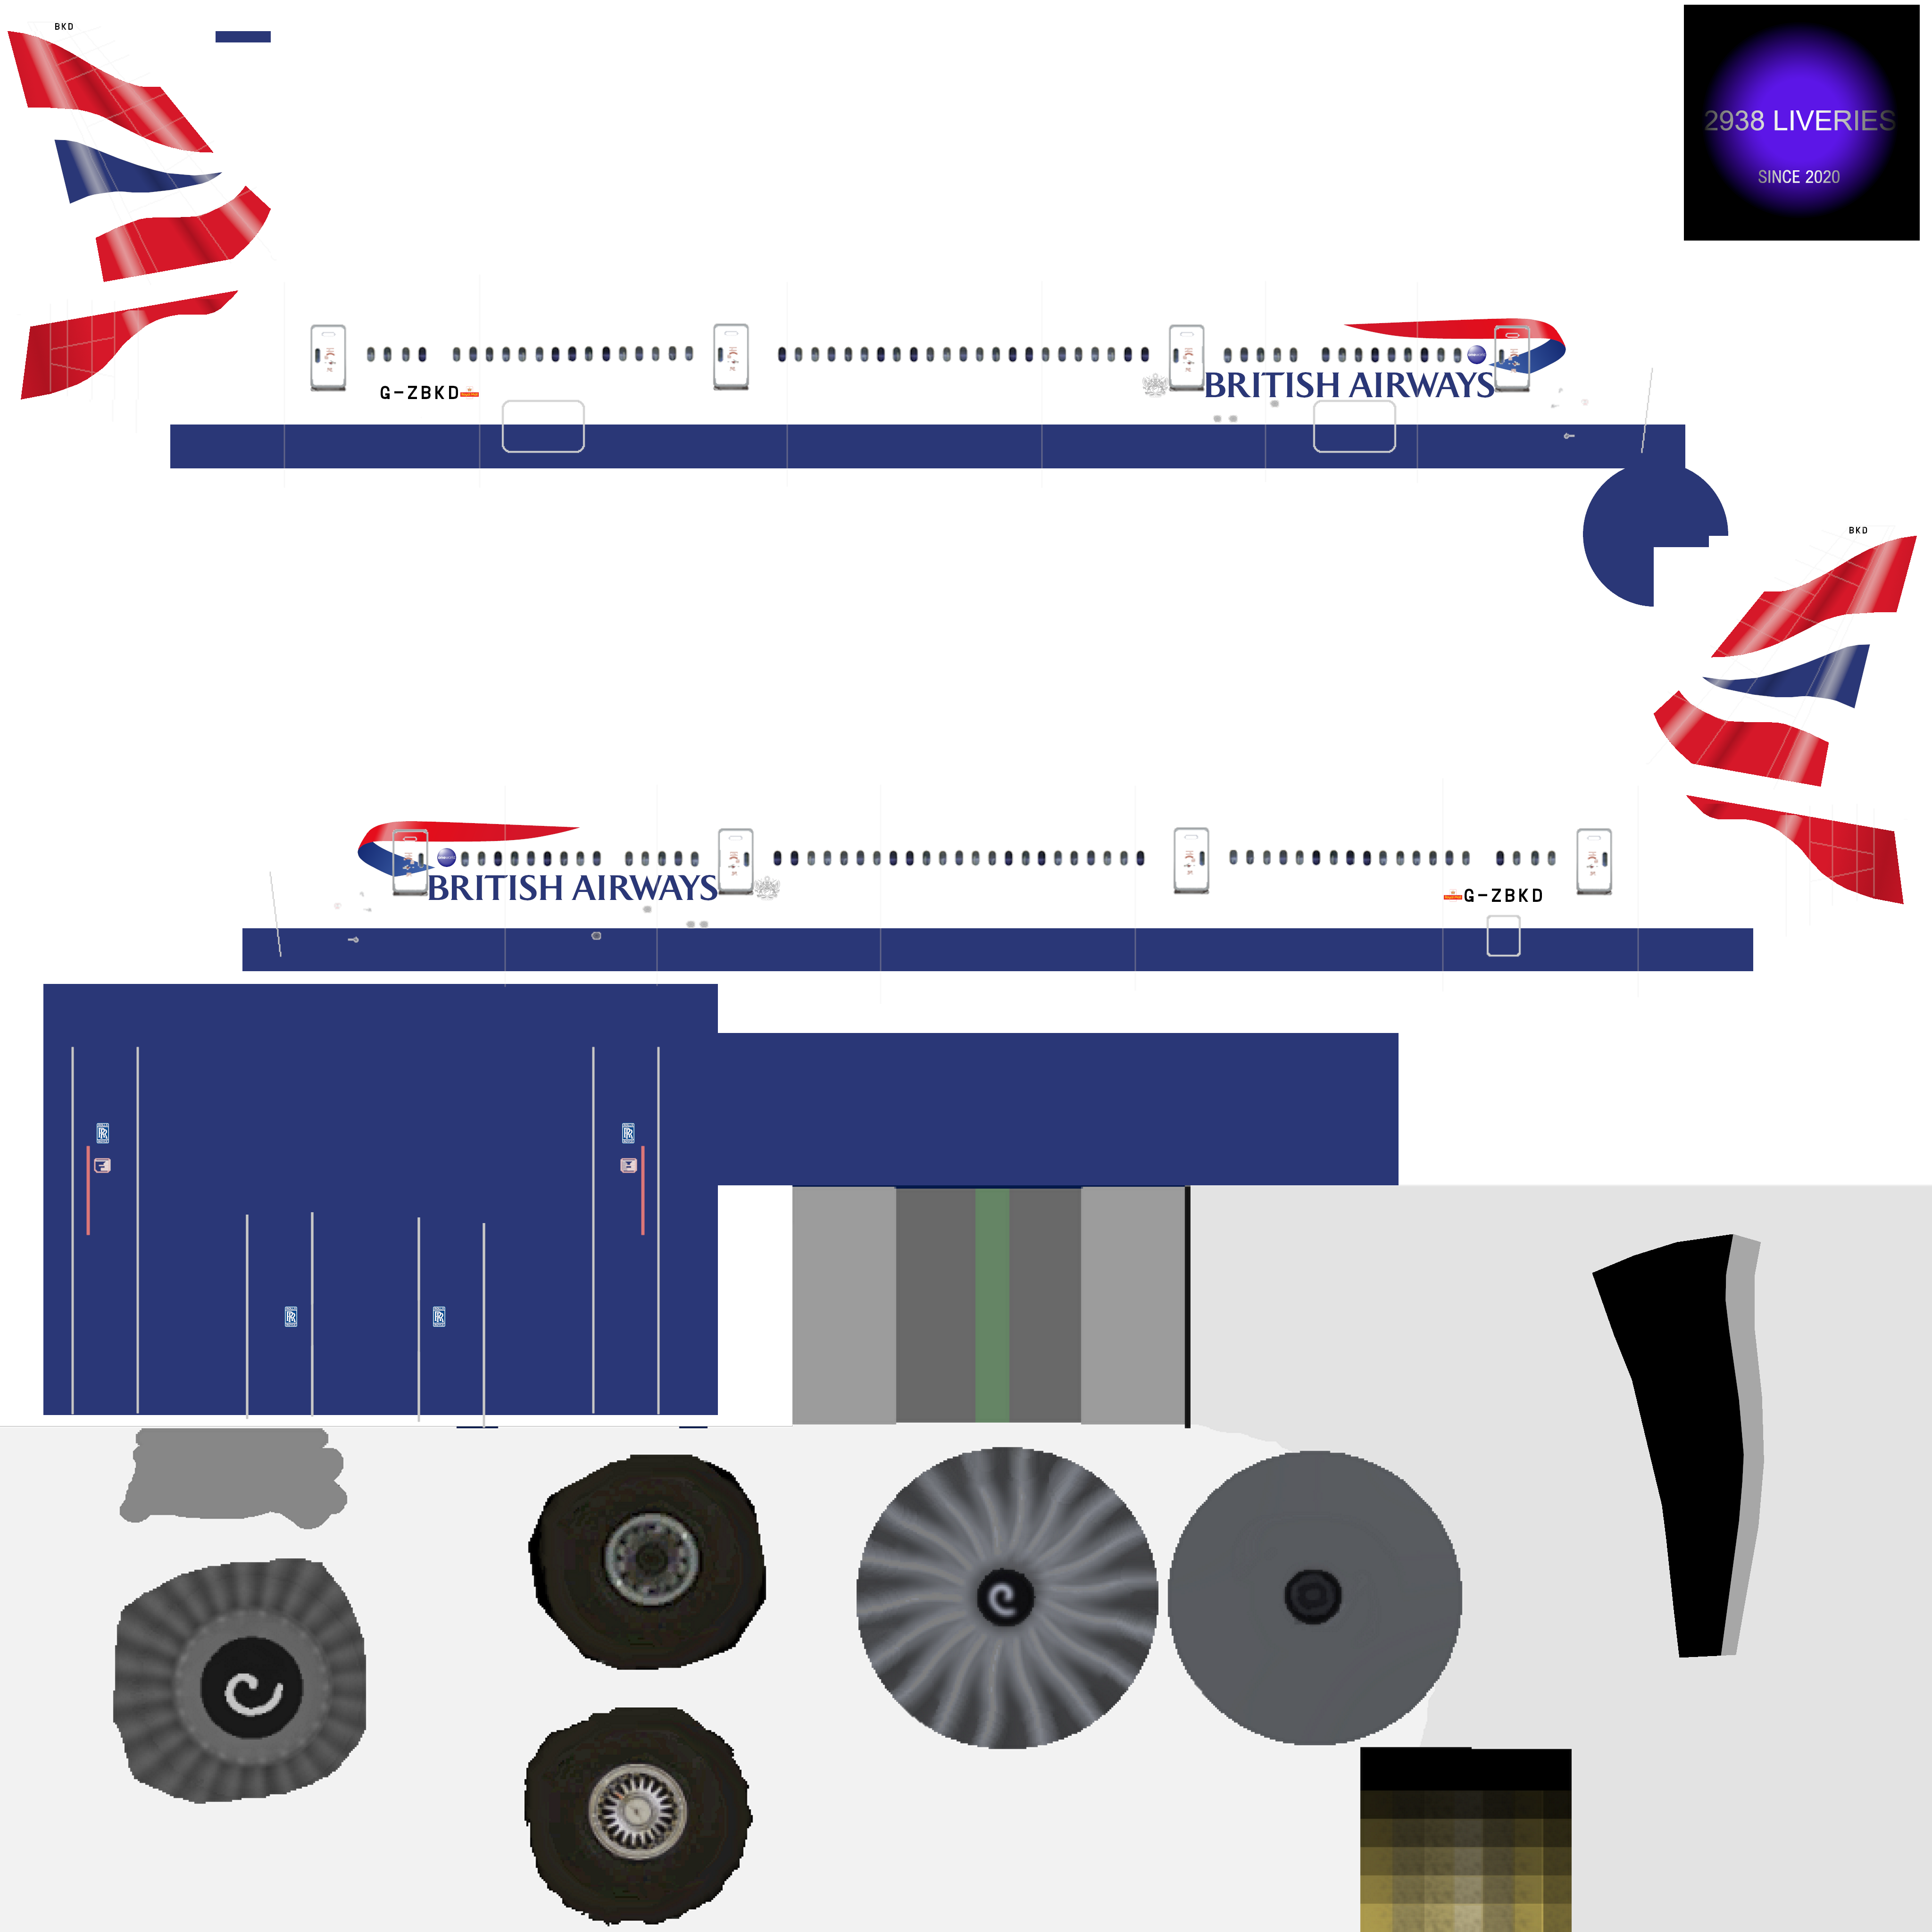 BKD
2938 LIVERIES
SINCE 2020
G-ZBKD
BRITISH AIRWAYS
BKD
BRITISH AIRWAYS
G-ZBKD